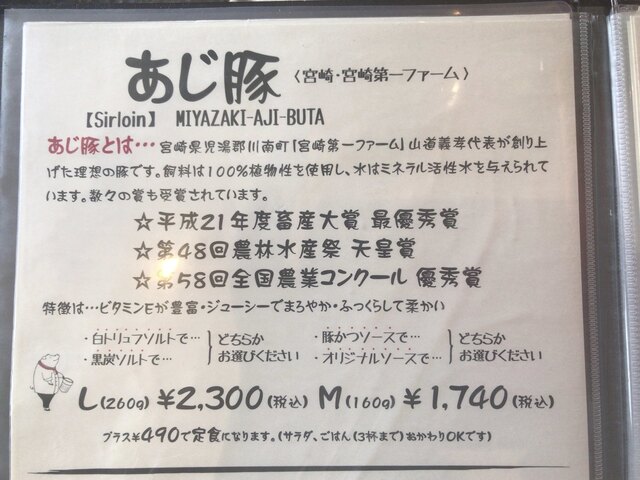 あじ豚〈宮崎・宮崎第一ファーム〉
【Sirloin】 MIYAZAKI-AJI-BUTA
あじ豚とは…宮崎県児湯郡川南町「宮崎第一ファーム」山道義孝代表が創り上
げた理想の豚です。飼料は100%植物性を使用し、水はミネラル活性水を与えられて
います。数々の賞も受賞されています。
☆平成21年度畜産大賞 最優秀賞
☆第48回農林水産祭 天皇賞
☆第58回全国農業コンクール 優秀賞
特徴は…ビタミンEが豊富・ジューシーでまろやか・ふっくらして柔かい
・白トリュフソルトで…
・黒炭ソルトで…
どちらか
お選びください
・豚かつソースで…
・オリジナルソースで…
どちらか
お選びください
L(260g) ¥2,300(税込) M(160g) ¥1,740(税込)
プラス¥490で定食になります。(サラダ、ごはん(3杯まで)おかわりOKです)